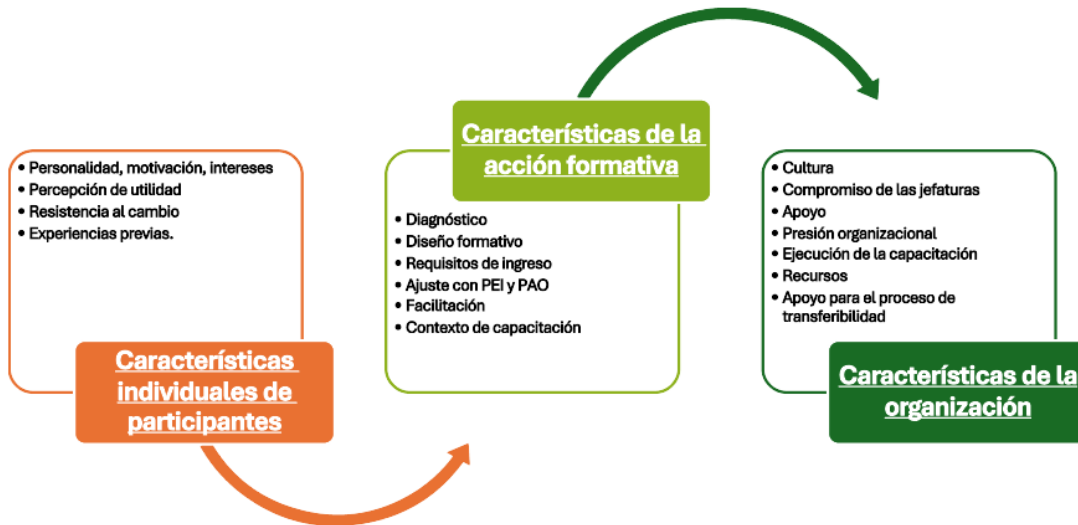 • Personalidad, motivación, intereses
• Percepción de utilidad
• Resistencia al cambio
• Experiencias previas.
Características
individuales de
participantes
Características de la
acción formativa
• Diagnóstico
• Diseño formativo
• Requisitos de ingreso
• Ajuste con PEI y PAO
• Facilitación
• Contexto de capacitación
• Cultura
• Compromiso de las jefaturas
• Apoyo
• Presión organizacional
• Ejecución de la capacitación
• Recursos
• Apoyo para el proceso de
transferibilidad
Características de la
organización